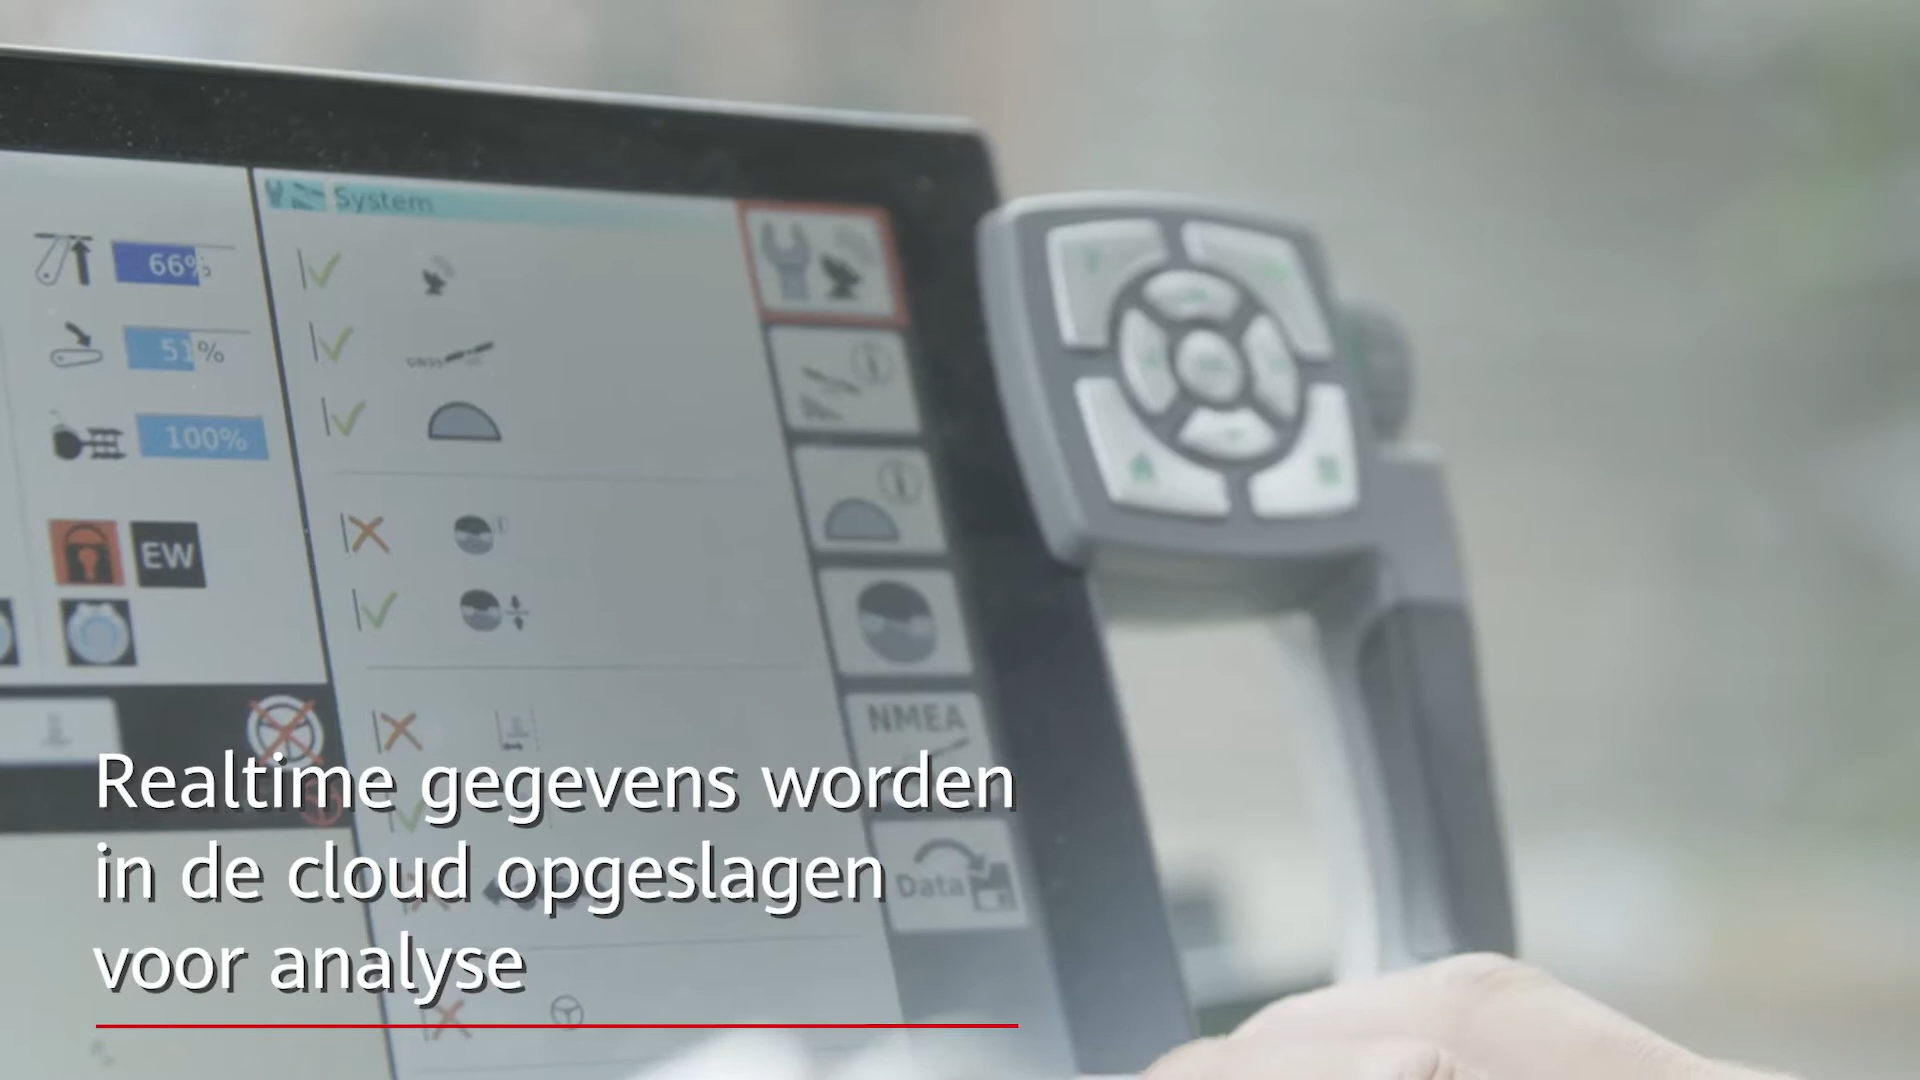 System
66%
51%
100%
EW
NMEA
Data
Realtime gegevens worden
in de cloud opgeslagen
voor analyse